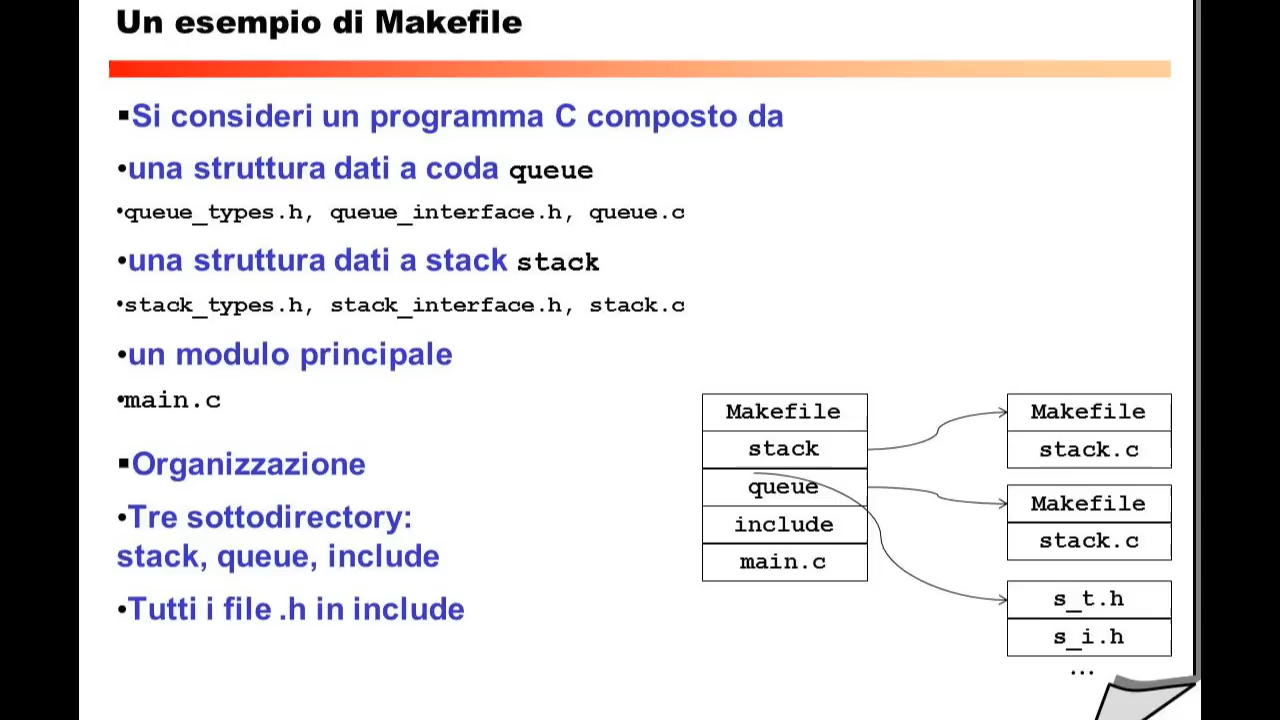 Un esempio di Makefile
▪Si consideri un programma C composto da
•una struttura dati a coda queue
•queue_types.h, queue_interface.h, queue.c
•una struttura dati a stack stack
•stack_types.h, stack_interface.h, stack.c
•un modulo principale
•main.c
▪Organizzazione
•Tre sottodirectory:
stack, queue, include
•Tutti i file .h in include
Makefile
stack
queue
include
main.c
Makefile
stack.c
Makefile
stack.c
s_t.h
s_i.h
...